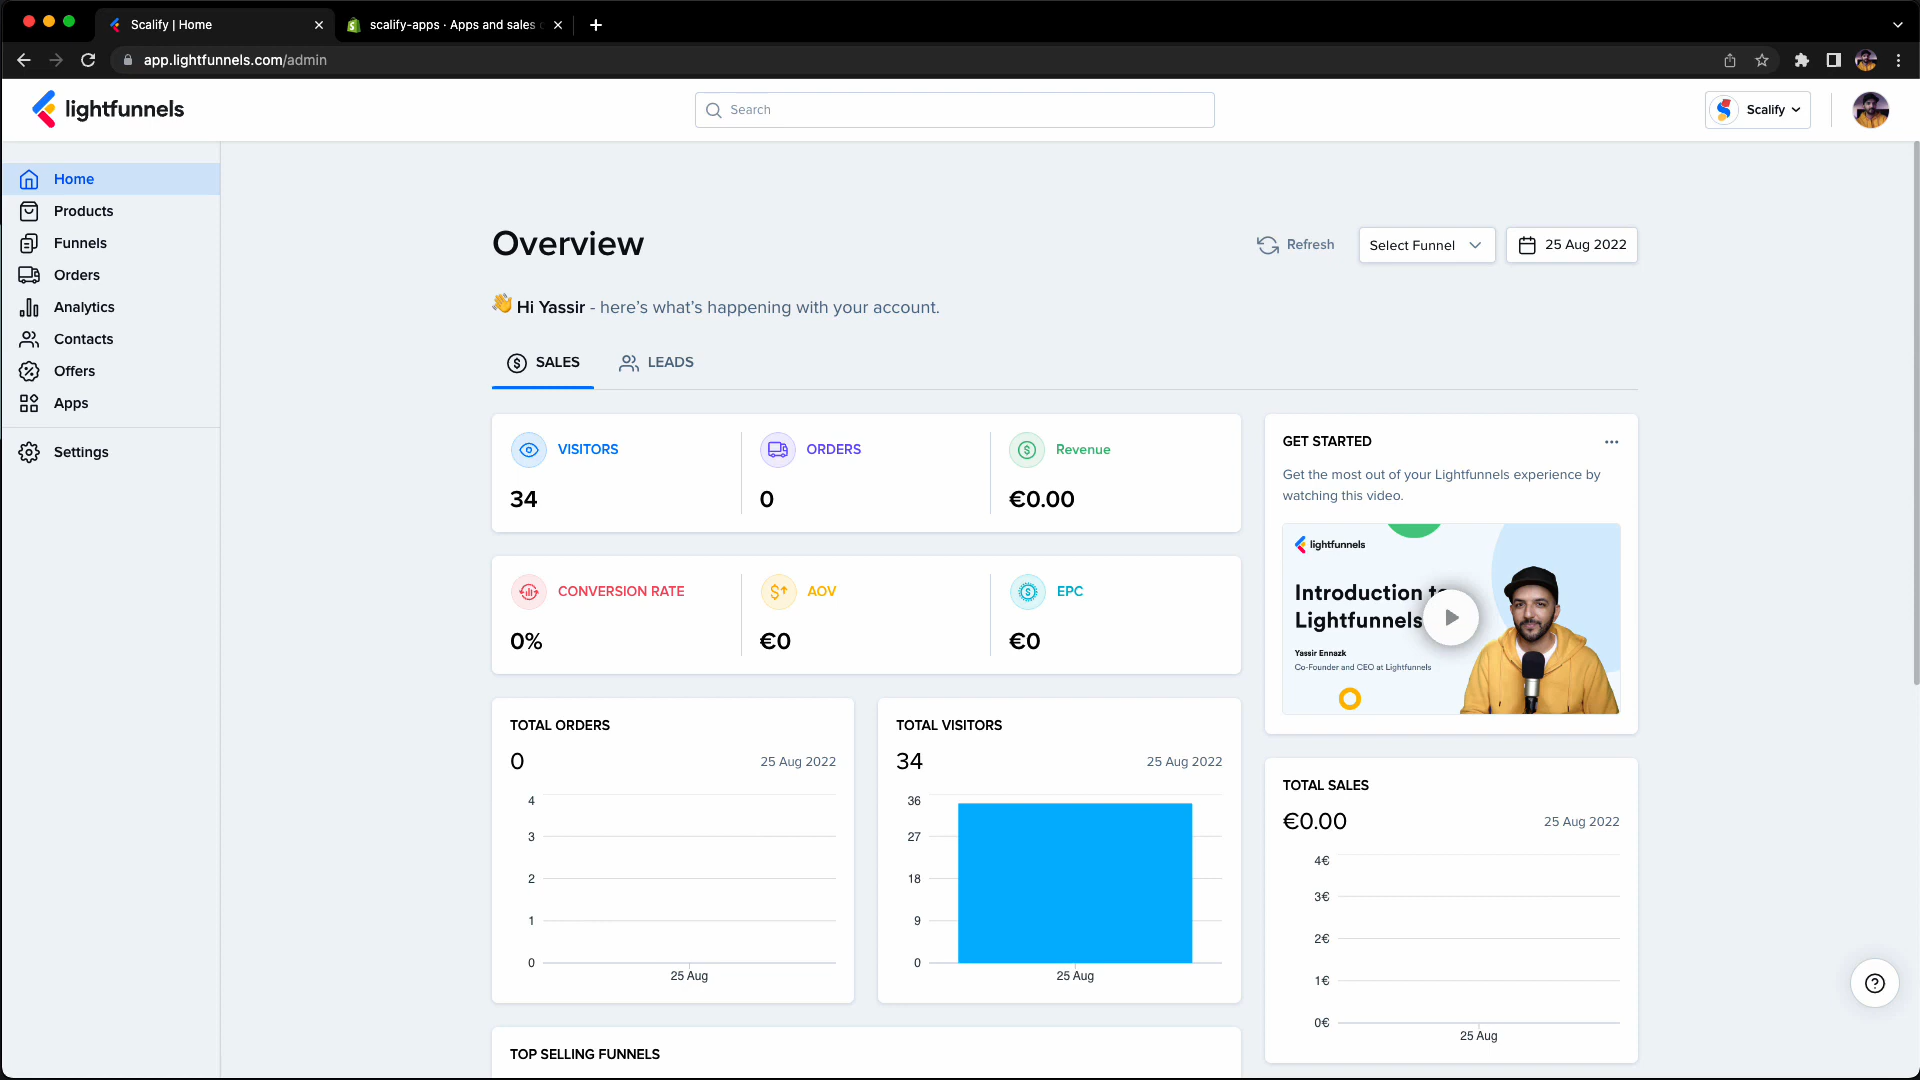 Scalify | Home
scalify-apps · Apps and sales
app.lightfunnels.com/admin
lightfunnels
Search
Scalify
Home
Products
Funnels
Orders
Analytics
Contacts
Offers
Apps
Settings
Overview
Refresh
Select Funnel
25 Aug 2022
👋 Hi Yassir - here’s what’s happening with your account.
SALES
LEADS
VISITORS
34
ORDERS
0
Revenue
€0.00
CONVERSION RATE
0%
AOV
€0
EPC
€0
GET STARTED
Get the most out of your Lightfunnels experience by
watching this video.
lightfunnels
Introduction
Lightfunnels
Yassir Ennazk
Co-Founder and CEO at Lightfunnels
TOTAL ORDERS
0
25 Aug 2022
4
3
2
1
0
25 Aug
TOTAL VISITORS
34
25 Aug 2022
36
27
18
9
0
25 Aug
TOTAL SALES
€0.00
25 Aug 2022
4€
3€
2€
1€
0€
25 Aug
TOP SELLING FUNNELS